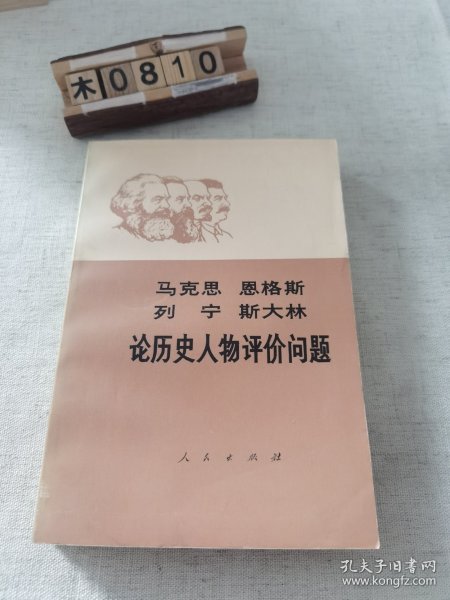 木0810
马克思 恩格斯
列 宁 斯大林
论历史人物评价问题
人民出版社
孔夫子旧书网
www.kongfz.com